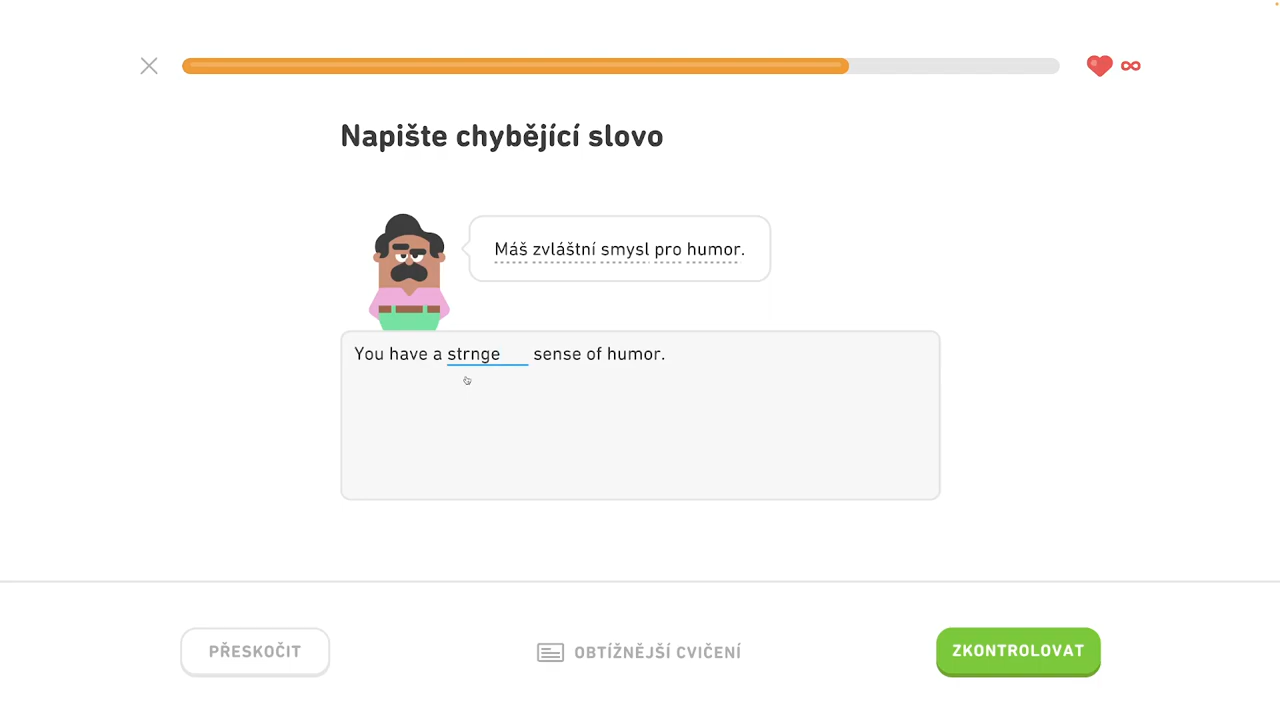 ∞
Napište chybějící slovo
Máš zvláštní smysl pro humor.
You have a strnge sense of humor.
PŘESKOČIT
OBTÍŽNĚJŠÍ CVIČENÍ
ZKONTROLOVAT